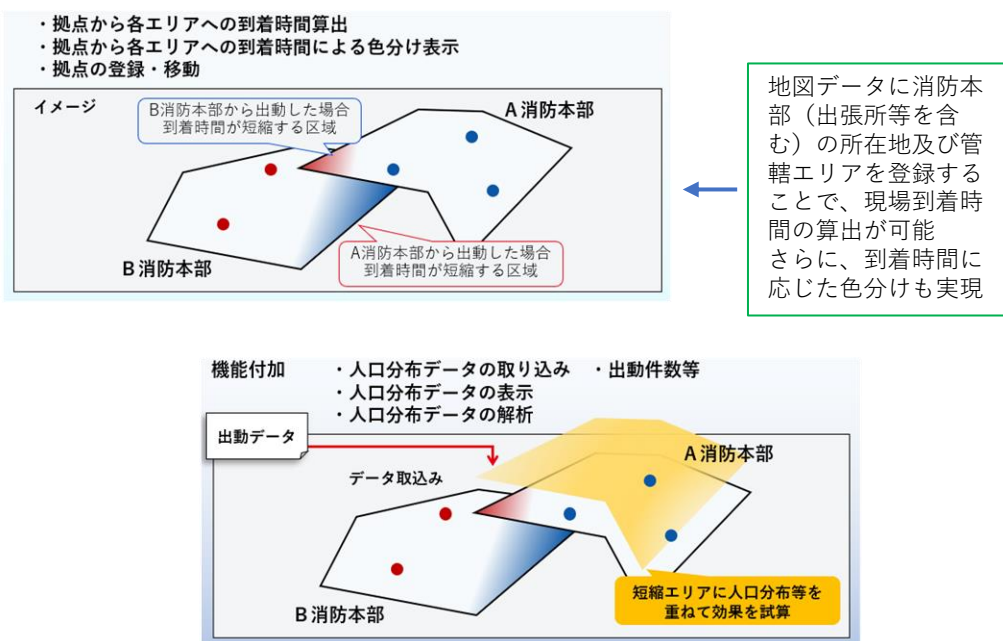 ・拠点から各エリアへの到着時間算出
・拠点から各エリアへの到着時間による色分け表示
・拠点の登録・移動
イメージ
B消防本部から出動した場合
到着時間が短縮する区域
A消防本部
B消防本部
A消防本部から出動した場合
到着時間が短縮する区域
地図データに消防本
部（出張所等を含
む）の所在地及び管
轄エリアを登録する
ことで、現場到着時
間の算出が可能
さらに、到着時間に
応じた色分けも実現
機能付加　・人口分布データの取り込み　・出動件数等
・人口分布データの表示
・人口分布データの解析
出動データ
データ取込み
A消防本部
B消防本部
短縮エリアに人口分布等を
重ねて効果を試算